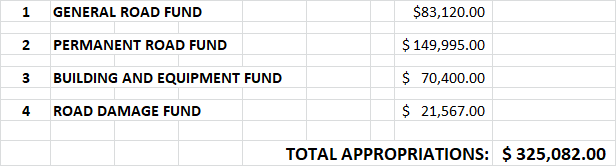 1 GENERAL ROAD FUND $83,120.00
2 PERMANENT ROAD FUND $ 149,995.00
3 BUILDING AND EQUIPMENT FUND $ 70,400.00
4 ROAD DAMAGE FUND $ 21,567.00
TOTAL APPROPRIATIONS: $ 325,082.00